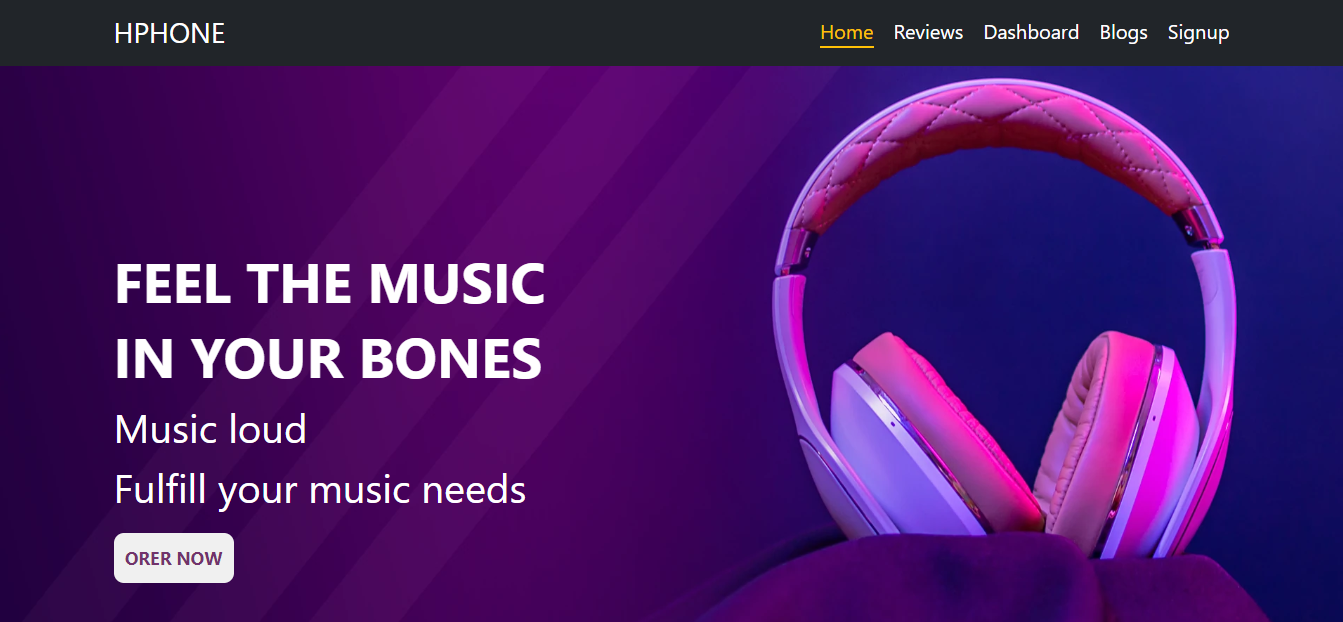 HPHONE
Home Reviews Dashboard Blogs Signup
FEEL THE MUSIC
IN YOUR BONES
Music loud
Fulfill your music needs
ORER NOW